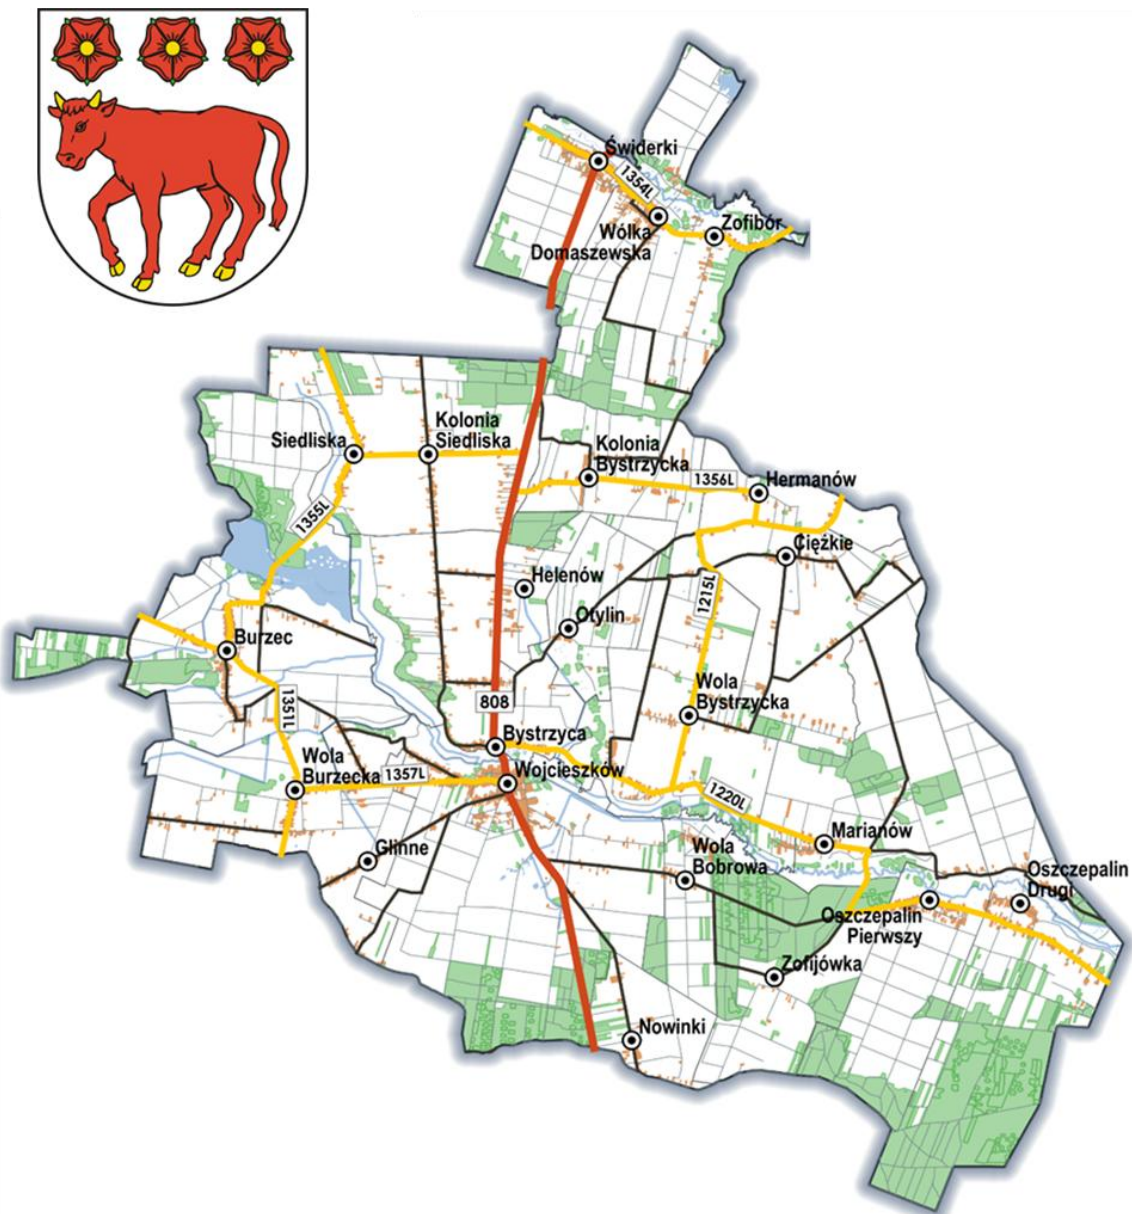 Świderki
1354L
Wólka
Domaszewska
Zofibór
Siedliska
Kolonia
Siedliska
Kolonia
Bystrzycka
1356L
Hermanów
1355L
Ciężkie
Helenów
1215L
Otylin
Burzec
1351L
808
Wola
Bystrzycka
Bystrzyca
Wola
Burzecka
1357L
Wojcieszków
1220L
Marianów
Glinne
Wola
Bobrowa
Oszczepalin
Drugi
Oszczepalin
Pierwszy
Zofijówka
Nowinki